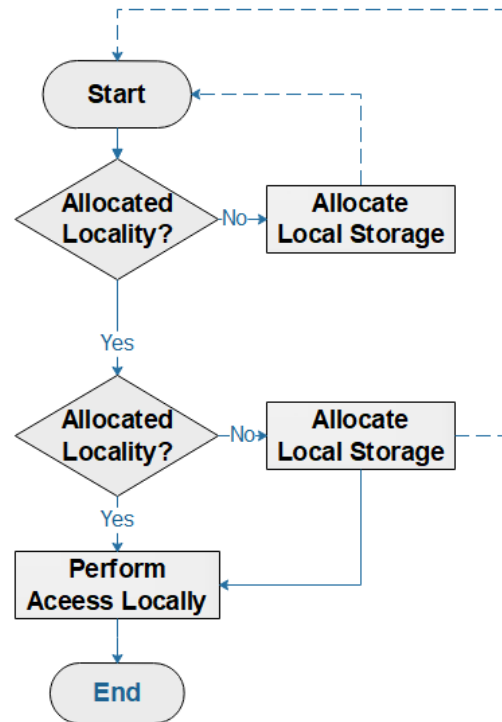 Start
Allocated
Locality?
No
Allocate
Local Storage
Yes
Allocated
Locality?
No
Allocate
Local Storage
Yes
Perform
Aceess Locally
End